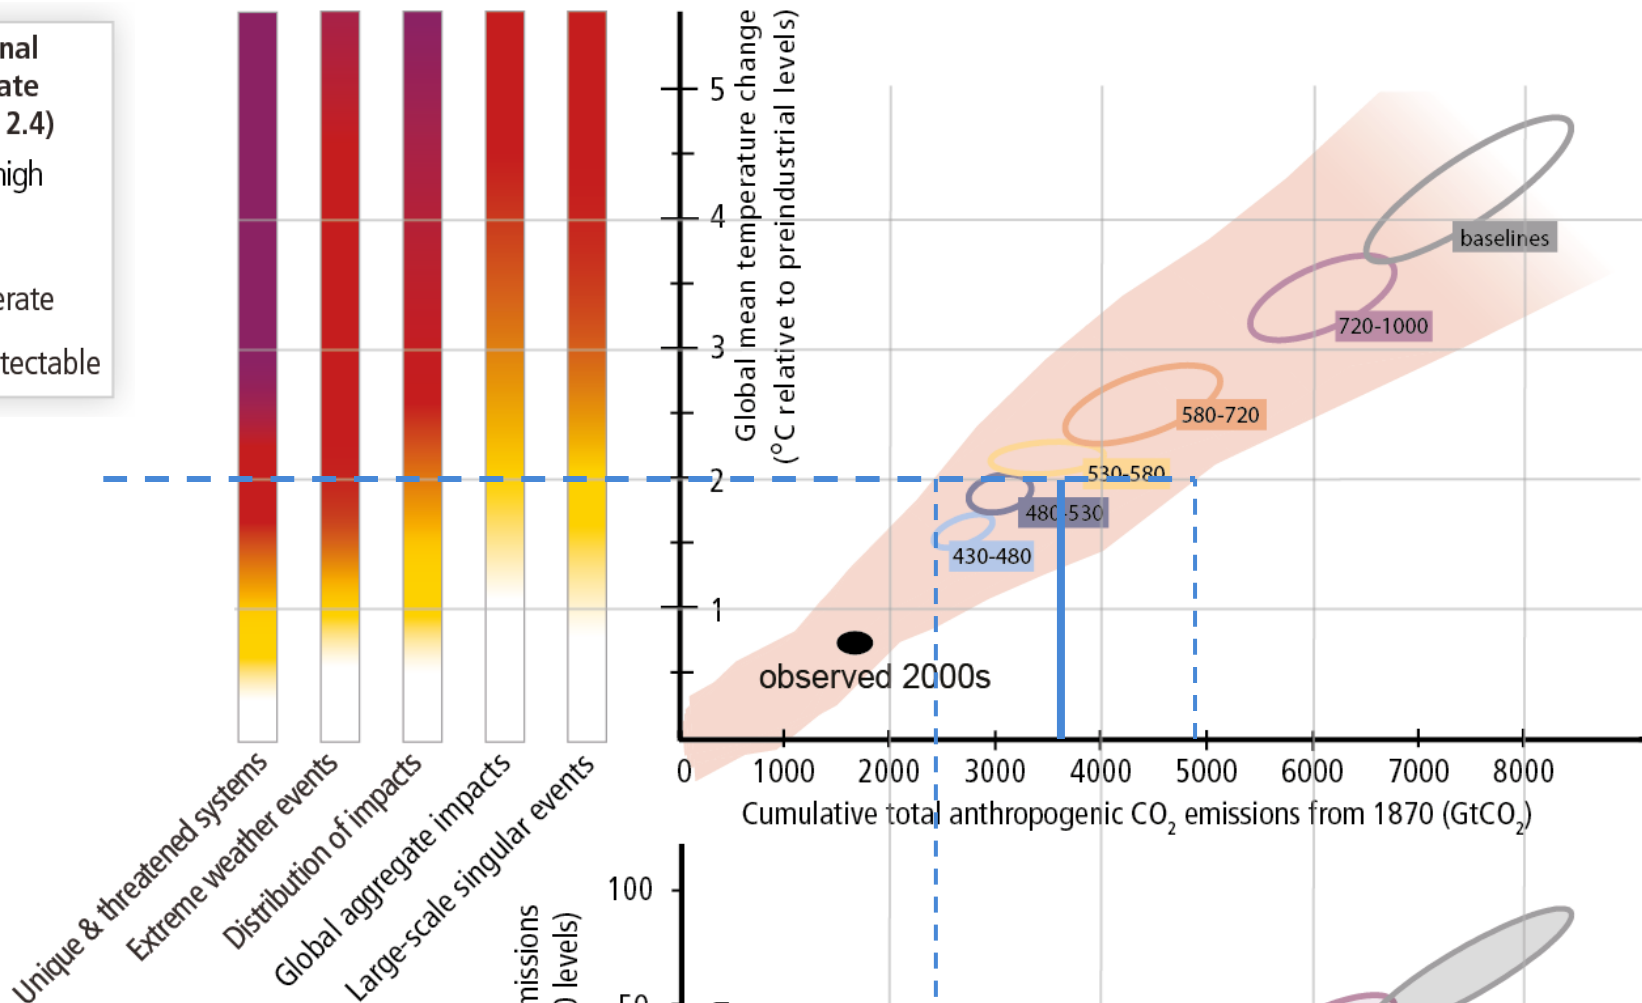 nal
ate
2.4)
nigh
erate
tectable
Global mean temperature change
(°C relative to preindustrial levels)
5
4
3
2
1
baselines
720-1000
580-720
530-580
480-530
430-480
observed 2000s
0 1000 2000 3000 4000 5000 6000 7000 8000
Cumulative total anthropogenic CO₂ emissions from 1870 (GtCO₂)
Unique & threatened systems
Extreme weather events
Distribution of impacts
Global aggregate impacts
Large-scale singular events
100
50
missions
levels)